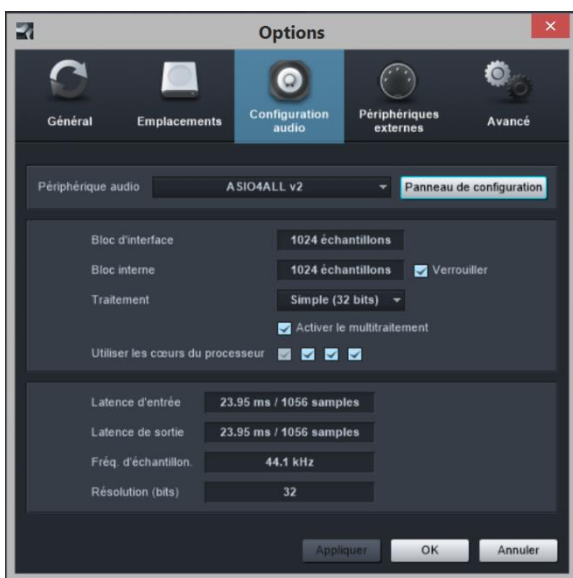 Options
Général
Emplacements
Configuration
audio
Périphériques
externes
Avancé
Périphérique audio
ASIO4ALL v2
Panneau de configuration
Bloc d'interface
1024 échantillons
Bloc interne
1024 échantillons
Verrouiller
Traitement
Simple (32 bits)
Activer le multitraitement
Utiliser les cœurs du processeur
Latence d'entrée
23.95 ms / 1056 samples
Latence de sortie
23.95 ms / 1056 samples
Fréq. d'échantillon.
44.1 kHz
Résolution (bits)
32
Appliquer
OK
Annuler